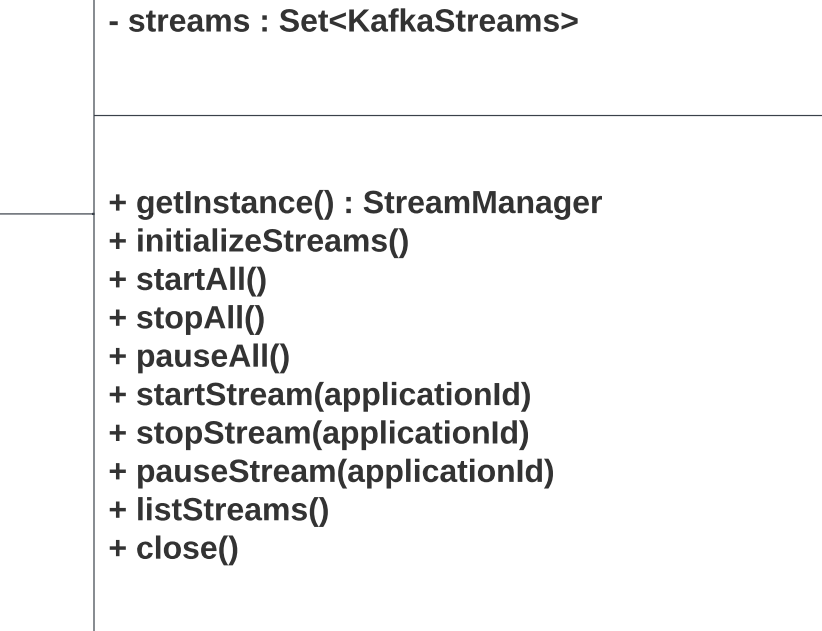 - streams : Set<KafkaStreams>
+ getInstance() : StreamManager
+ initializeStreams()
+ startAll()
+ stopAll()
+ pauseAll()
+ startStream(applicationId)
+ stopStream(applicationId)
+ pauseStream(applicationId)
+ listStreams()
+ close()